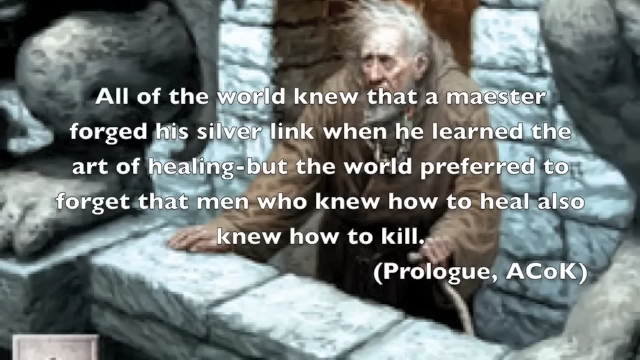 All of the world knew that a maester
forged his silver link when he learned the
art of healing-but the world preferred to
forget that men who knew how to heal also
knew how to kill.
(Prologue, ACoK)